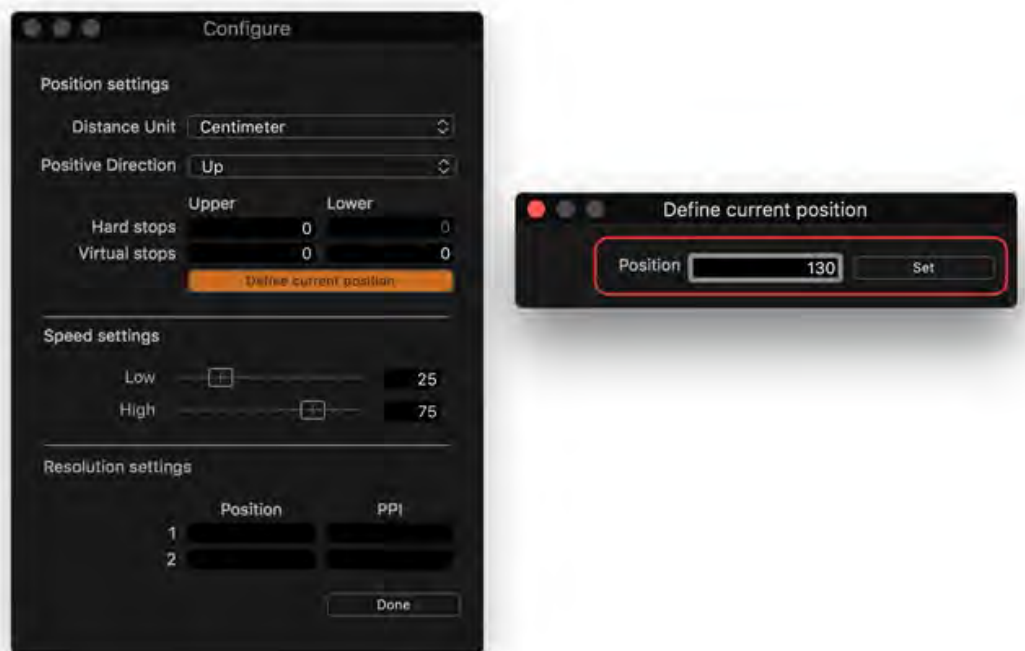 Configure
Position settings
Distance Unit Centimeter
Positive Direction Up
Upper Lower
Hard stops 0 0
Virtual stops 0 0
Define current position
Speed settings
Low 25
High 75
Resolution settings
Position PPI
1
2
Done
Define current position
Position 130 Set